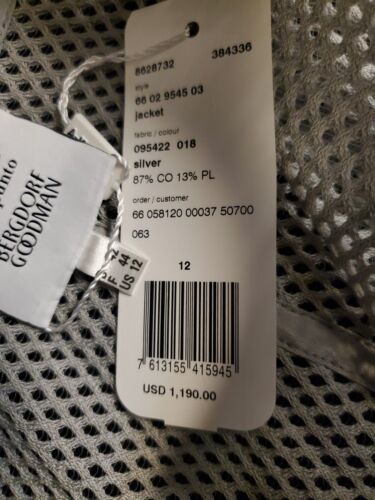 8628732 384336
style
66 02 9545 03
jacket
fabric / colour
095422 018
silver
87% CO 13% PL
order / customer
66 058120 00037 50700
063
12
7 613155 415945
USD 1,190.00
BERGDORF
GOODMAN
F 42
44
US 12